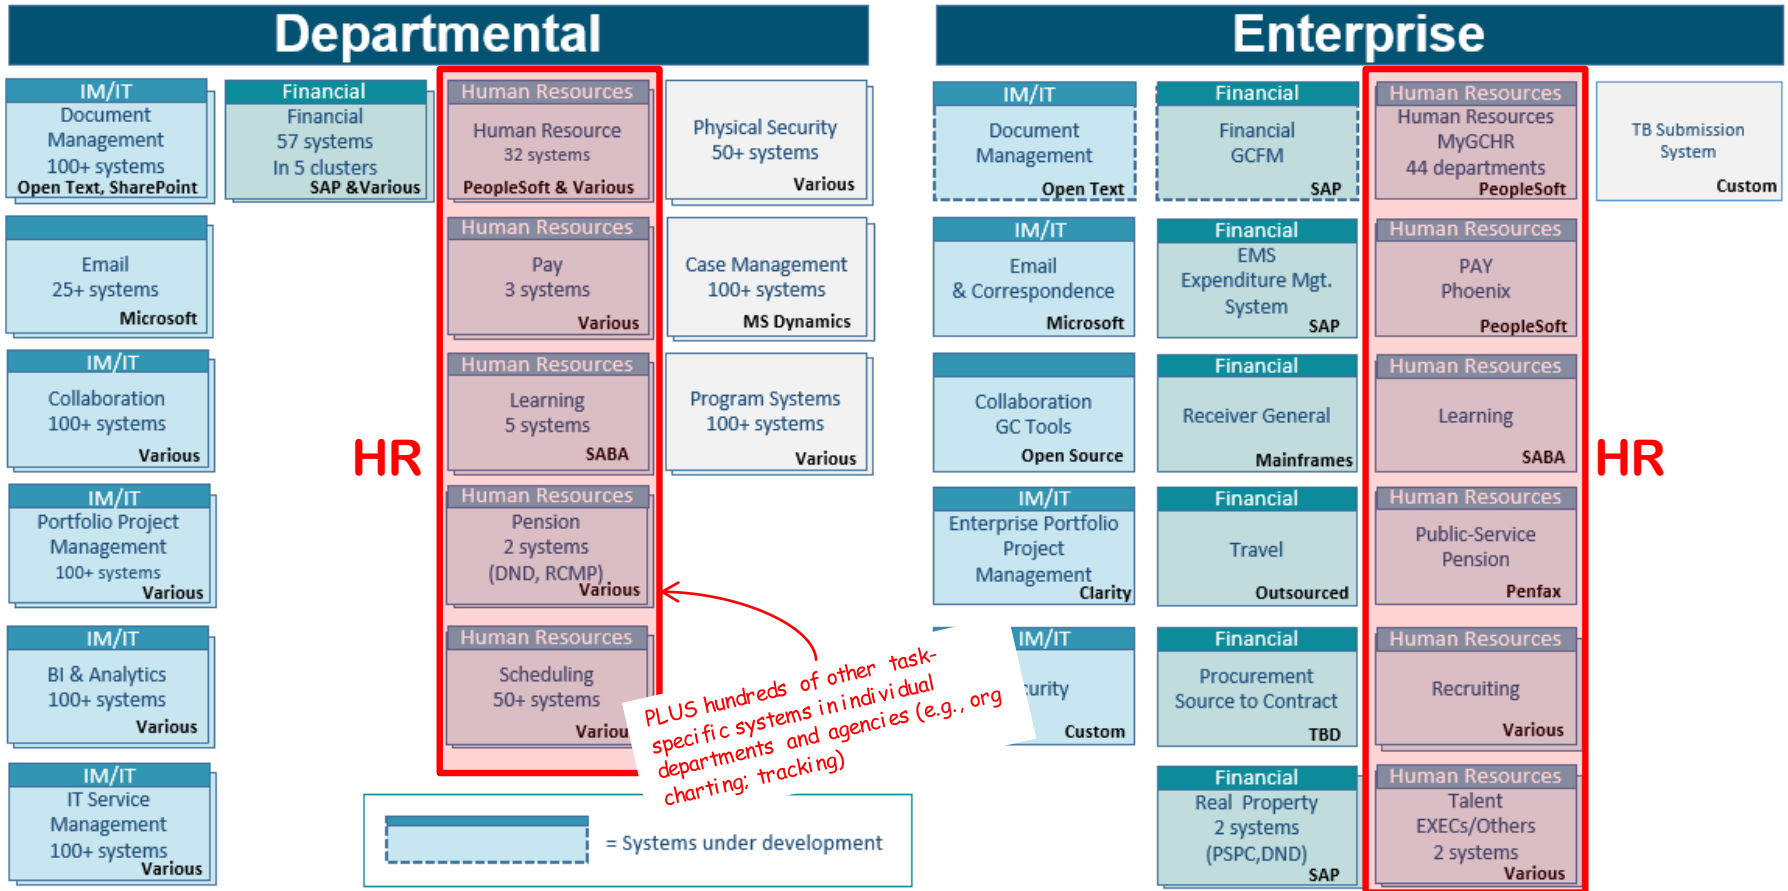 Departmental
IM/IT
Document
Management
100+ systems
Open Text, SharePoint
Financial
Financial
57 systems
In 5 clusters
SAP &Various
Human Resources
Human Resource
32 systems
PeopleSoft & Various
Physical Security
50+ systems
Various
Email
25+ systems
Microsoft
Human Resources
Pay
3 systems
Various
Case Management
100+ systems
MS Dynamics
IM/IT
Collaboration
100+ systems
Various
HR
Human Resources
Learning
5 systems
SABA
Program Systems
100+ systems
Various
IM/IT
Portfolio Project
Management
100+ systems
Various
Human Resources
Pension
2 systems
(DND, RCMP)
Various
IM/IT
BI & Analytics
100+ systems
Various
Human Resources
Scheduling
50+ systems
Variou
PLUS hundreds of other task-
specific systems in individual
departments and agencies (e.g., org
charting; tracking)
IM/IT
IT Service
Management
100+ systems
Various
= Systems under development
Enterprise
IM/IT
Document
Management
Open Text
Financial
Financial
GCFM
SAP
Human Resources
Human Resources
MyGCHR
44 departments
PeopleSoft
TB Submission
System
Custom
IM/IT
Email
& Correspondence
Microsoft
Financial
EMS
Expenditure Mgt.
System
SAP
Human Resources
PAY
Phoenix
PeopleSoft
Collaboration
GC Tools
Open Source
Financial
Receiver General
Mainframes
Human Resources
Learning
SABA
HR
IM/IT
Enterprise Portfolio
Project
Management
Clarity
Financial
Travel
Outsourced
Human Resources
Public-Service
Pension
Penfax
IM/IT
curity
Custom
Financial
Procurement
Source to Contract
TBD
Human Resources
Recruiting
Various
Financial
Real Property
2 systems
(PSPC,DND)
SAP
Human Resources
Talent
EXECs/Others
2 systems
Various